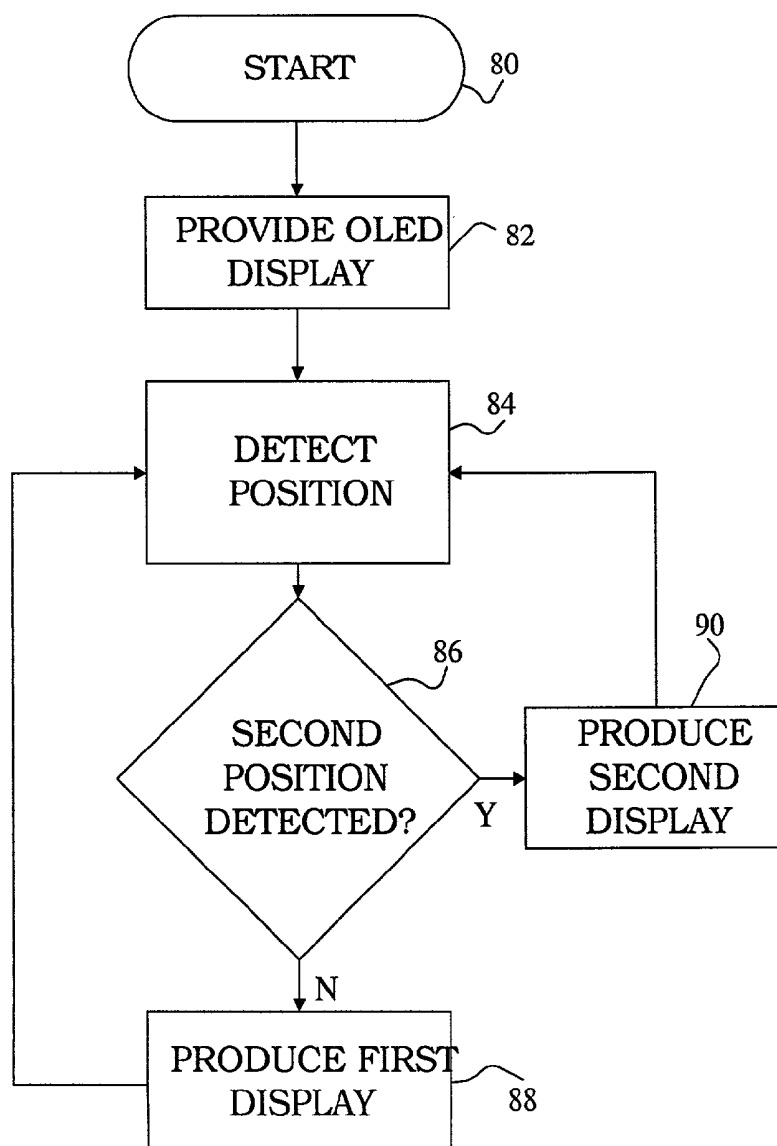 START
80
PROVIDE OLED
DISPLAY
82
84
DETECT
POSITION
86
90
SECOND
POSITION
DETECTED?
Y
PRODUCE
SECOND
DISPLAY
N
PRODUCE FIRST
DISPLAY
88